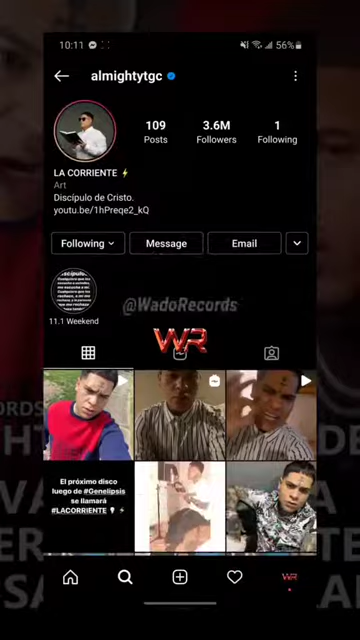 10:11
56%
almightytgc
109
3.6M
1
Posts
Followers
Following
LA CORRIENTE ⚡
Art
Discípulo de Cristo.
youtu.be/1hPreqe2_kQ
Following
Message
Email
11.1 Weekend
@WadoRecords
WR
El próximo disco
luego de #Genelipsis
se llamará
#LACORRIENTE 🎙 ⚡
WR